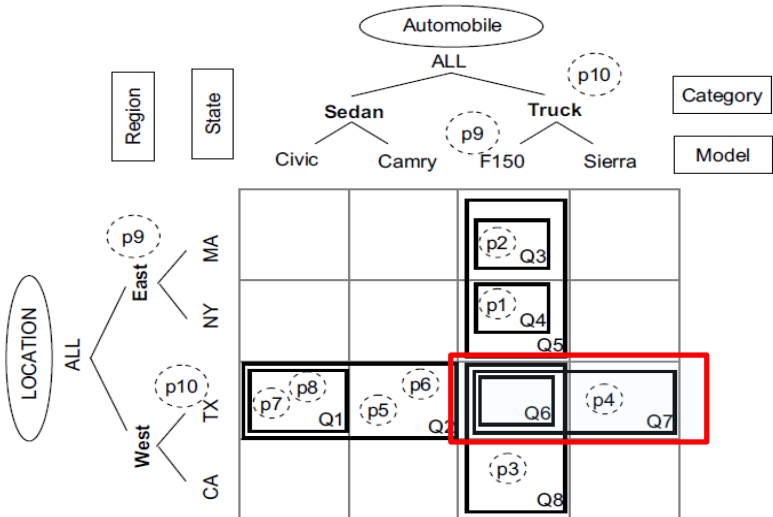 Automobile
ALL
p10
Region
State
Category
Sedan
Truck
p9
Model
Civic
Camry
F150
Sierra
p9
MA
p2
Q3
East
NY
p1
Q4
LOCATION
ALL
Q5
p10
TX
p7
p8
Q1
p5
p6
Q2
Q6
p4
Q7
West
CA
p3
Q8